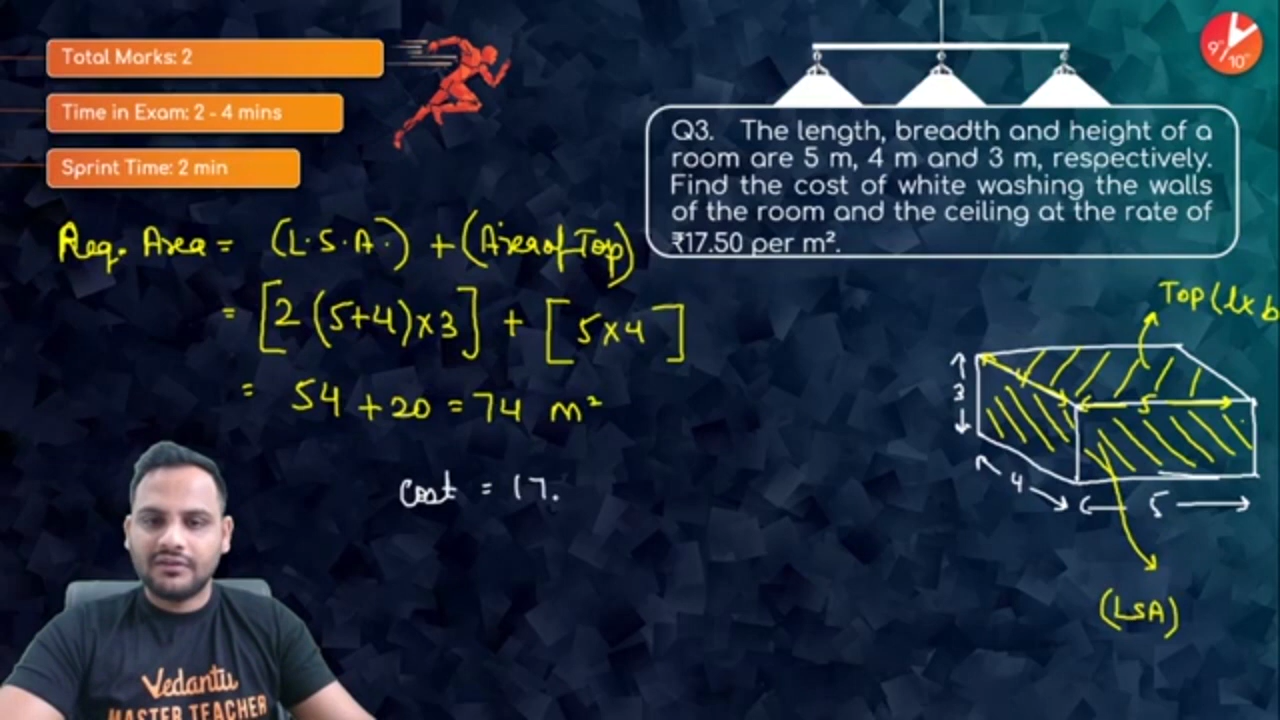 Total Marks: 2
Time in Exam: 2 - 4 mins
Sprint Time: 2 min
9th/10th
Q3. The length, breadth and height of a
room are 5 m, 4 m and 3 m, respectively.
Find the cost of white washing the walls
of the room and the ceiling at the rate of
₹17.50 per m².
Req. Area = (L.S.A.) + (Area of Top)
= [2 (5+4)×3] + [5×4]
= 54 + 20 = 74 m²
Cost = 17.
Top (l×b
3
4
5
4
5
(LSA)
Vedantu
MASTER TEACHER